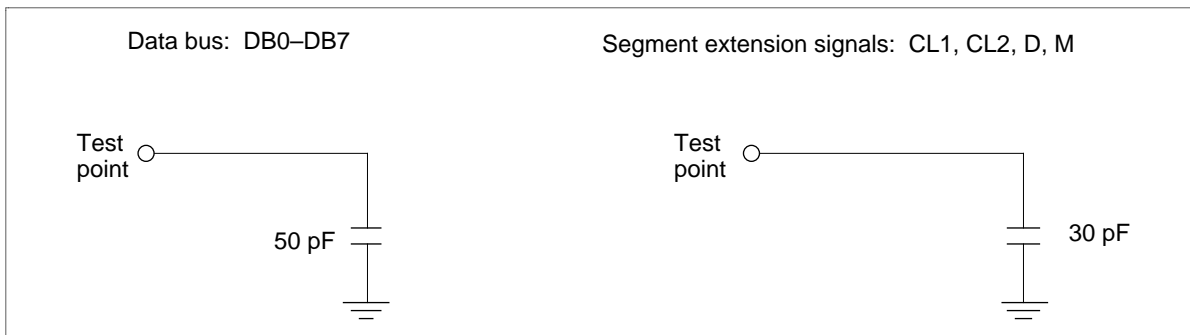 Data bus: DB0–DB7
Segment extension signals: CL1, CL2, D, M
Test
point
50 pF
Test
point
30 pF